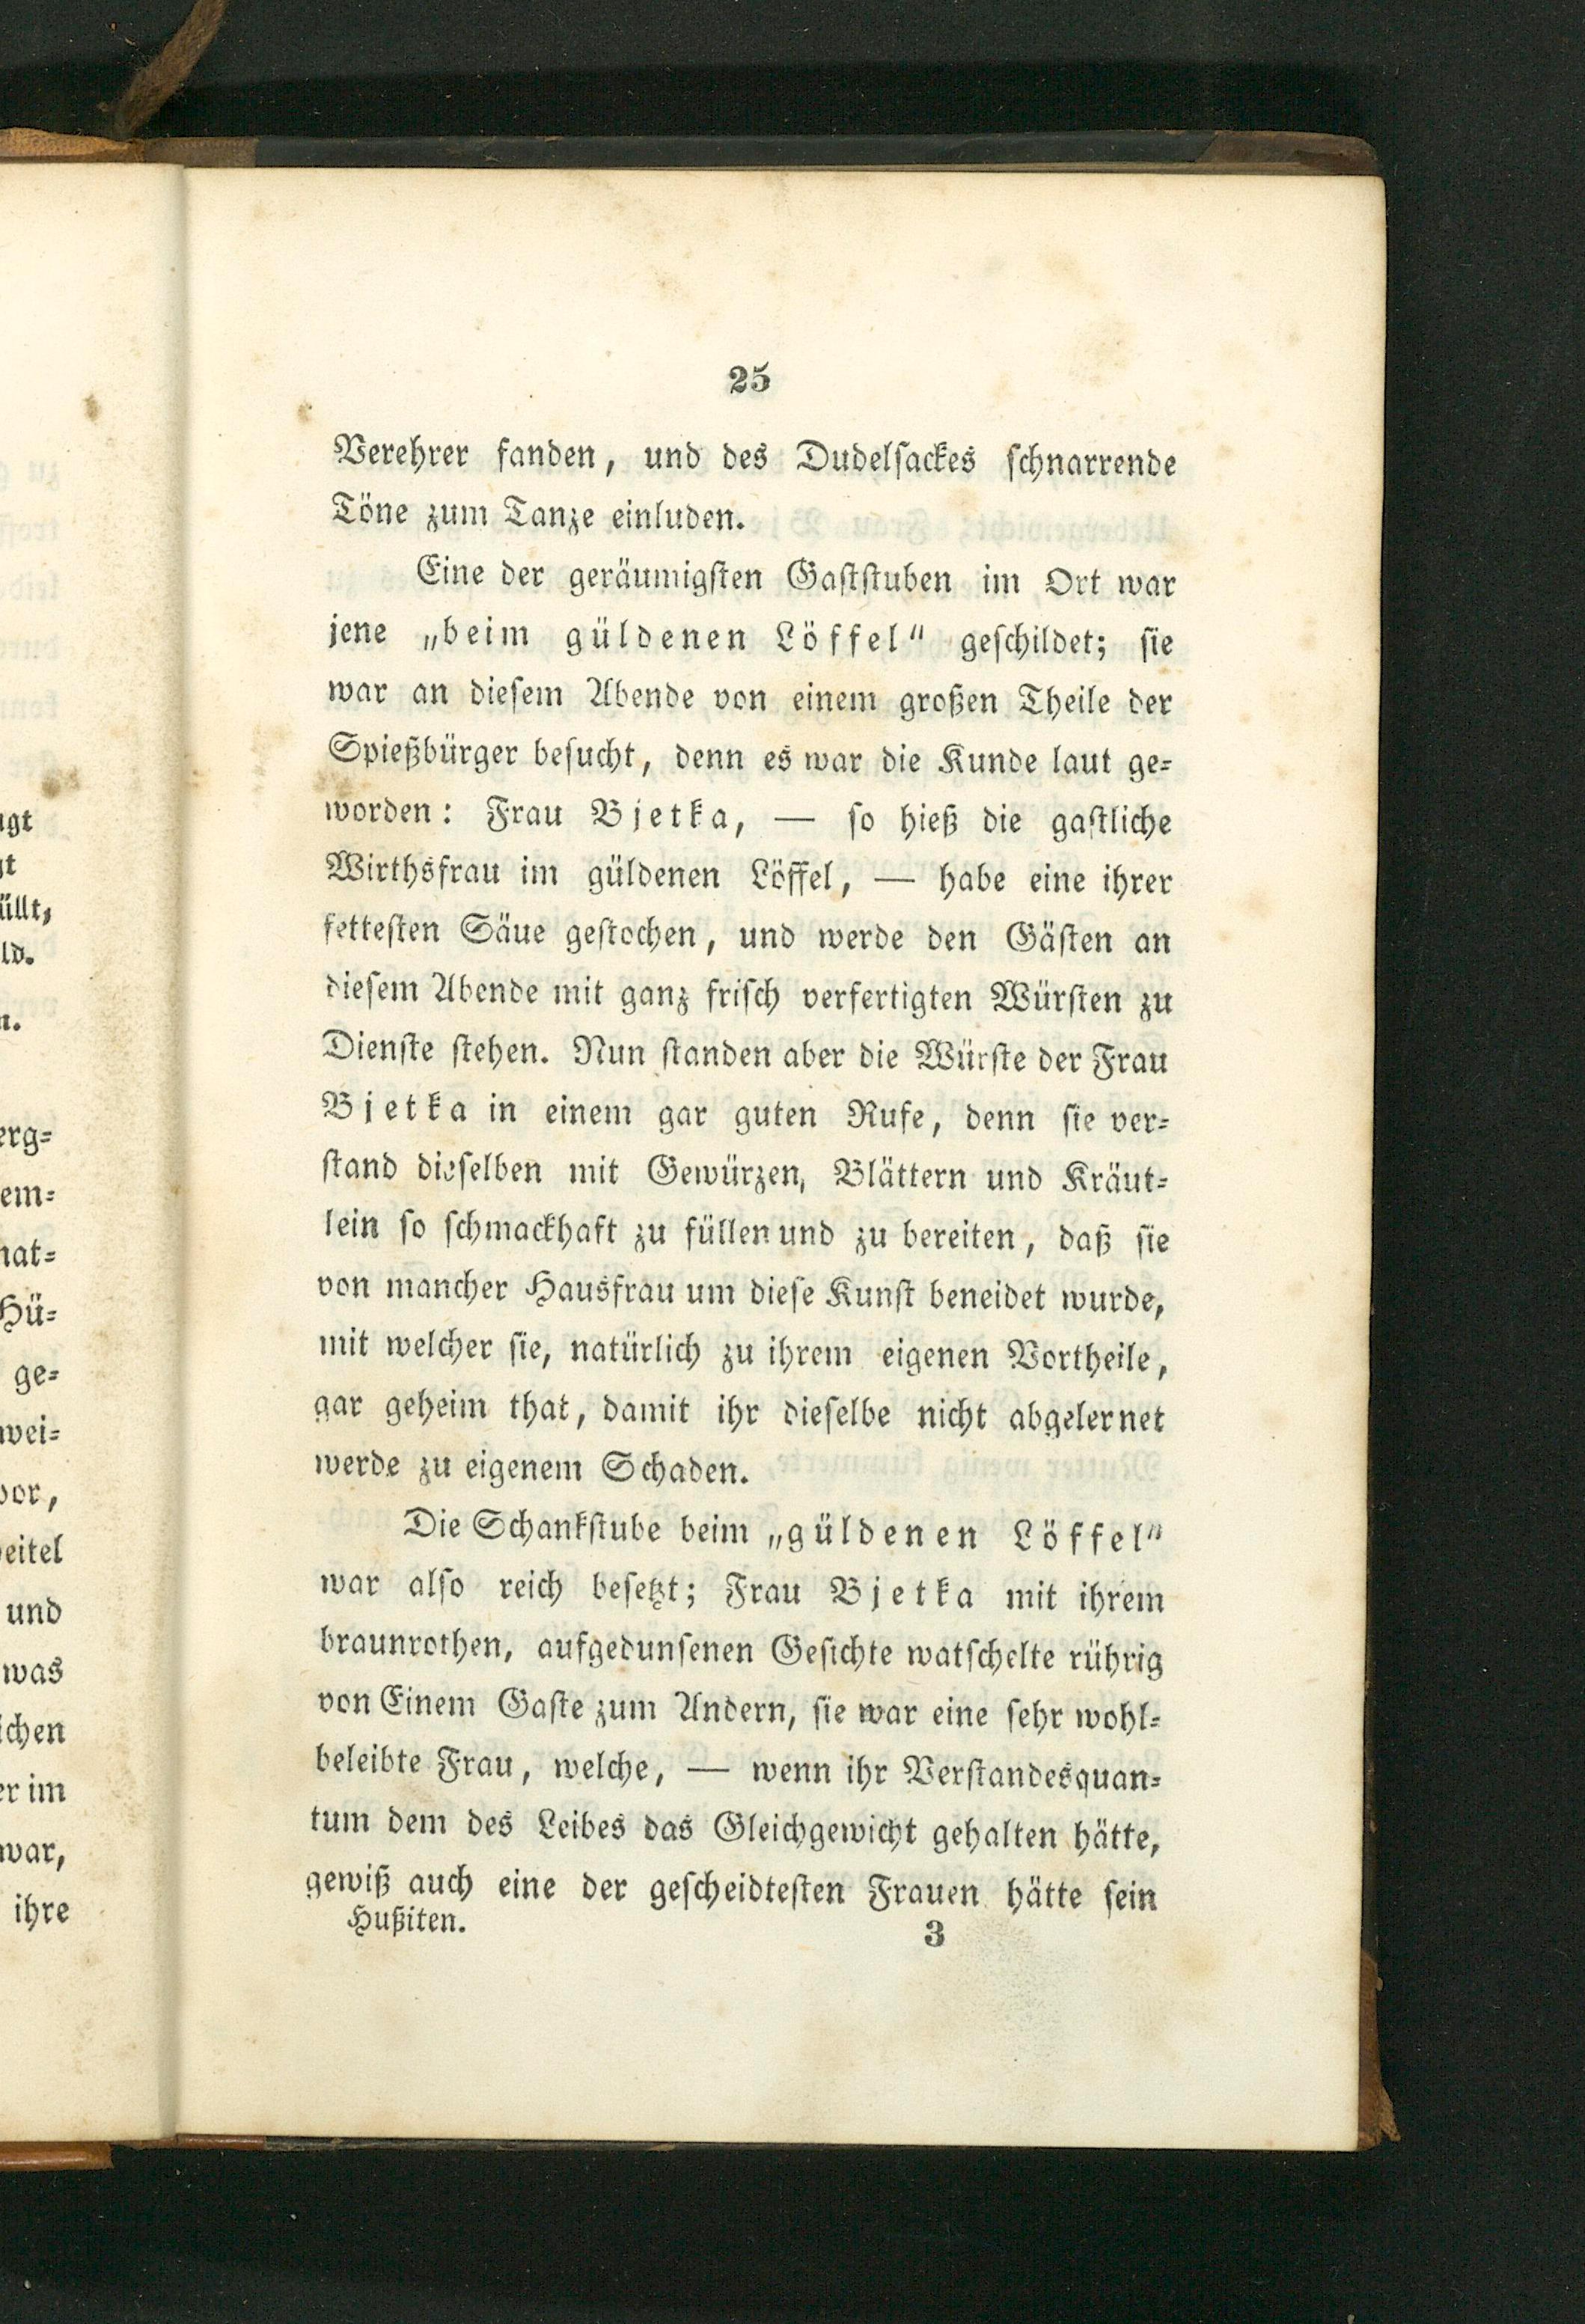 25
Verehrer fanden, und des Dudelsackes schnarrende
Töne zum Tanze einluden.
Eine der geräumigsten Gaststuben im Ort war
jene „beim güldenen Löffel“ geschildet; sie
war an diesem Abende von einem großen Theile der
Spießbürger besucht, denn es war die Kunde laut ge-
worden: Frau Bjetka, — so hieß die gastliche
Wirthsfrau im güldenen Löffel, — habe eine ihrer
fettesten Säue gestochen, und werde den Gästen an
diesem Abende mit ganz frisch verfertigten Würsten zu
Dienste stehen. Nun standen aber die Würste der Frau
Bjetka in einem gar guten Rufe, denn sie ver-
stand dieselben mit Gewürzen, Blättern und Kräut-
lein so schmackhaft zu füllen und zu bereiten, daß sie
von mancher Hausfrau um diese Kunst beneidet wurde,
mit welcher sie, natürlich zu ihrem eigenen Vortheile,
gar geheim that, damit ihr dieselbe nicht abgelernet
werde zu eigenem Schaden.
Die Schankstube beim „güldenen Löffel“
war also reich besetzt; Frau Bjetka mit ihrem
braunrothen, aufgedunsenen Gesichte watschelte rührig
von Einem Gaste zum Andern, sie war eine sehr wohl-
beleibte Frau, welche, — wenn ihr Verstandesquan-
tum dem des Leibes das Gleichgewicht gehalten hätte,
gewiß auch eine der gescheidtesten Frauen hätte sein
Hußiten.
3